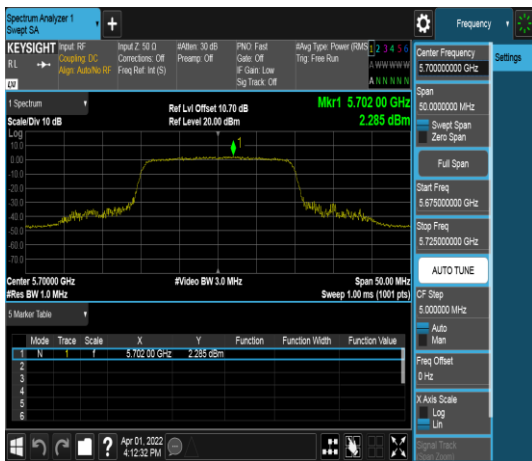 Spectrum Analyzer 1
Swept SA
Frequency
KEYSIGHT
Input: RF
Coupling: DC
Align: Auto/No RF
Input Z: 50 Ω
Corrections: Off
Freq Ref: Int (S)
#Atten: 30 dB
Preamp: Off
PNO: Fast
Gate: Off
IF Gain: Low
Sig Track: Off
#Avg Type: Power (RMS
Trig: Free Run
1 2 3 4 5 6
A W W W W W
A N N N N N
RL
LXI
Center Frequency
5.700000000 GHz
Settings
Span
50.0000000 MHz
Swept Span
Zero Span
Full Span
Start Freq
5.675000000 GHz
Stop Freq
5.725000000 GHz
AUTO TUNE
CF Step
5.000000 MHz
Auto
Man
Freq Offset
0 Hz
X Axis Scale
Log
Lin
Signal Track
(Span Zoom)
1 Spectrum
Scale/Div 10 dB
Ref Lvl Offset 10.70 dB
Ref Level 20.00 dBm
Mkr1 5.702 00 GHz
2.285 dBm
Log
10.0
0.00
-10.0
-20.0
-30.0
-40.0
-50.0
-60.0
-70.0
1
Center 5.70000 GHz
#Res BW 1.0 MHz
#Video BW 3.0 MHz
Span 50.00 MHz
Sweep 1.00 ms (1001 pts)
5 Marker Table
Mode Trace Scale X Y Function Function Width Function Value
1 N 1 f 5.702 00 GHz 2.285 dBm
2
3
4
5
6
Apr 01, 2022
4:12:32 PM